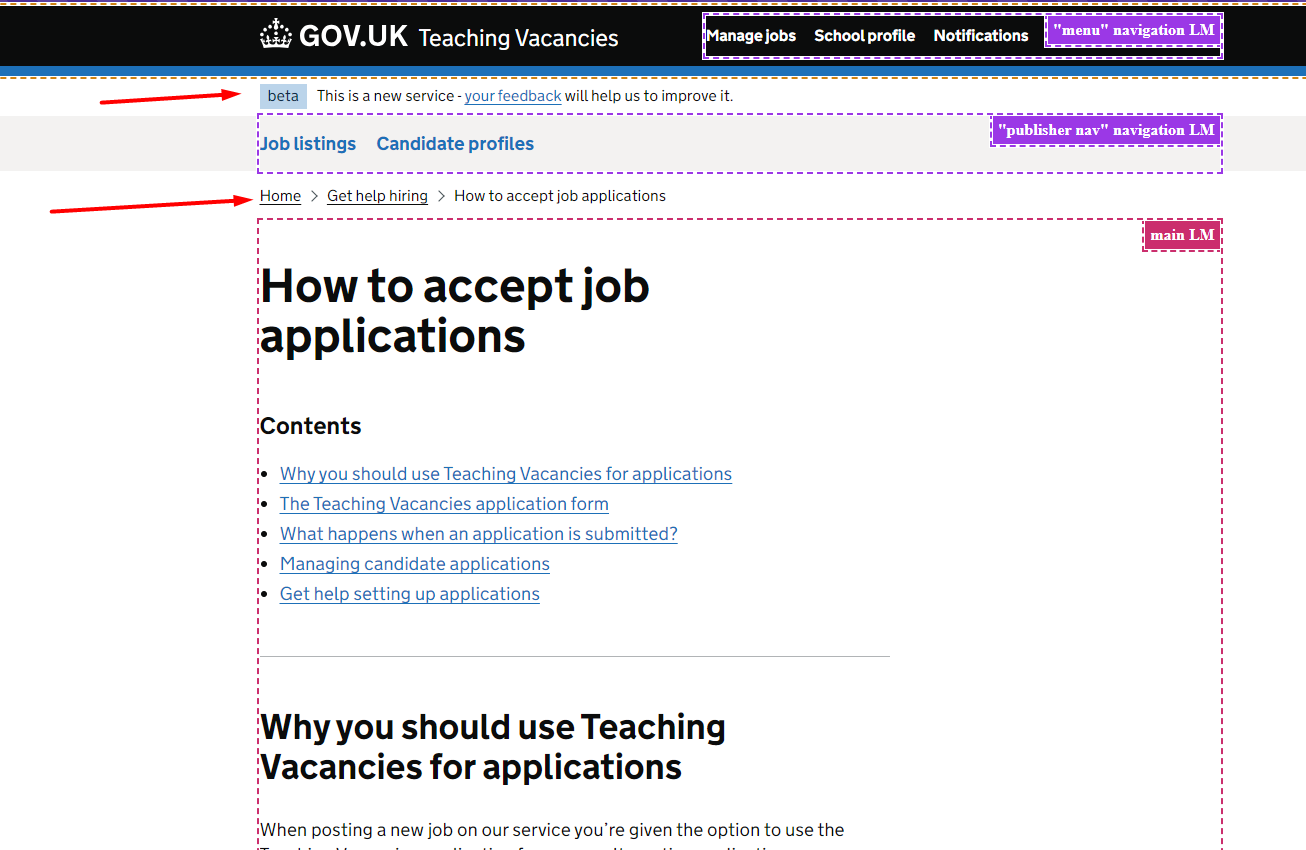 GOV.UK Teaching Vacancies
Manage jobs School profile Notifications "menu" navigation LM
beta This is a new service - your feedback will help us to improve it.
Job listings Candidate profiles "publisher nav" navigation LM
Home > Get help hiring > How to accept job applications
main LM
How to accept job
applications
Contents
Why you should use Teaching Vacancies for applications
The Teaching Vacancies application form
What happens when an application is submitted?
Managing candidate applications
Get help setting up applications
Why you should use Teaching
Vacancies for applications
When posting a new job on our service you’re given the option to use the